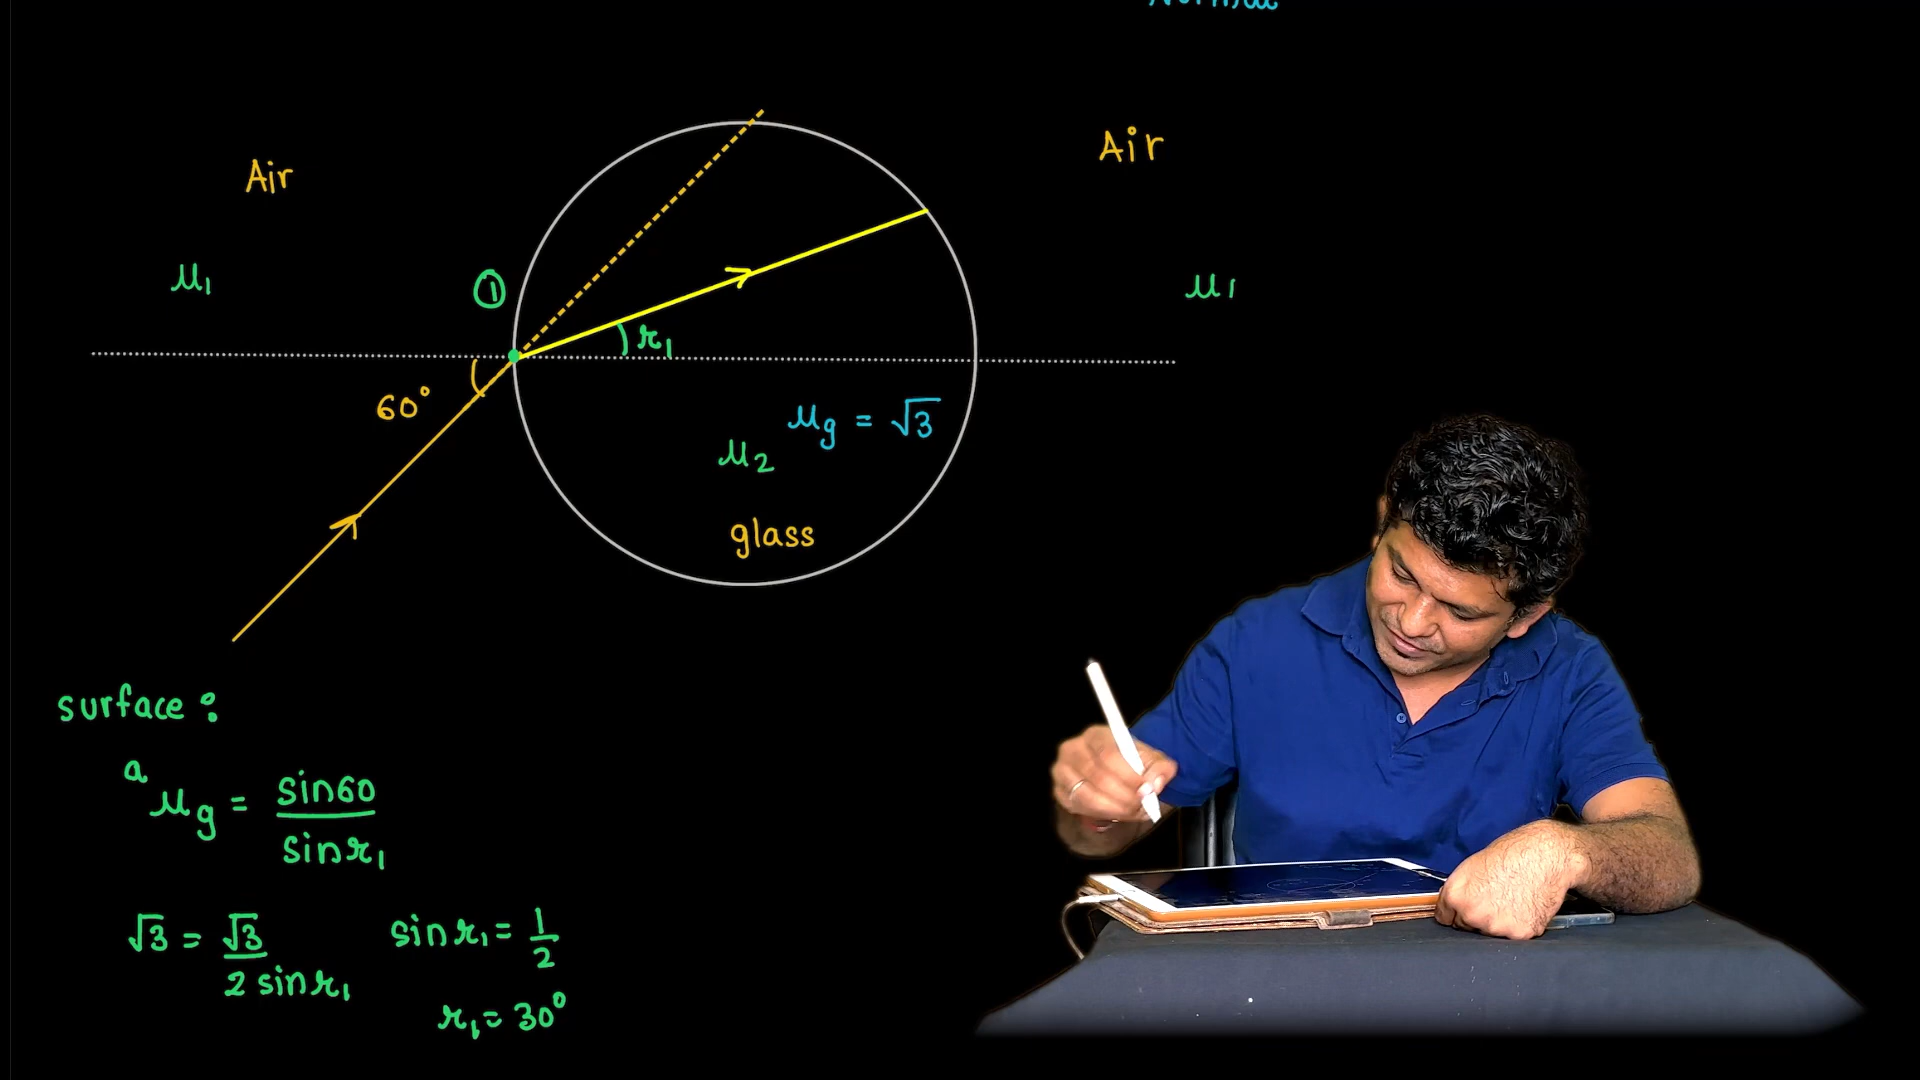 Normal
Air
Air
μ₁
①
r₁
μ₁
60°
μg = √3
μ₂
glass
surface :
ᵃμg = sin60 / sinr₁
√3 = √3 / 2 sinr₁
sinr₁ = 1/2
r₁ = 30°